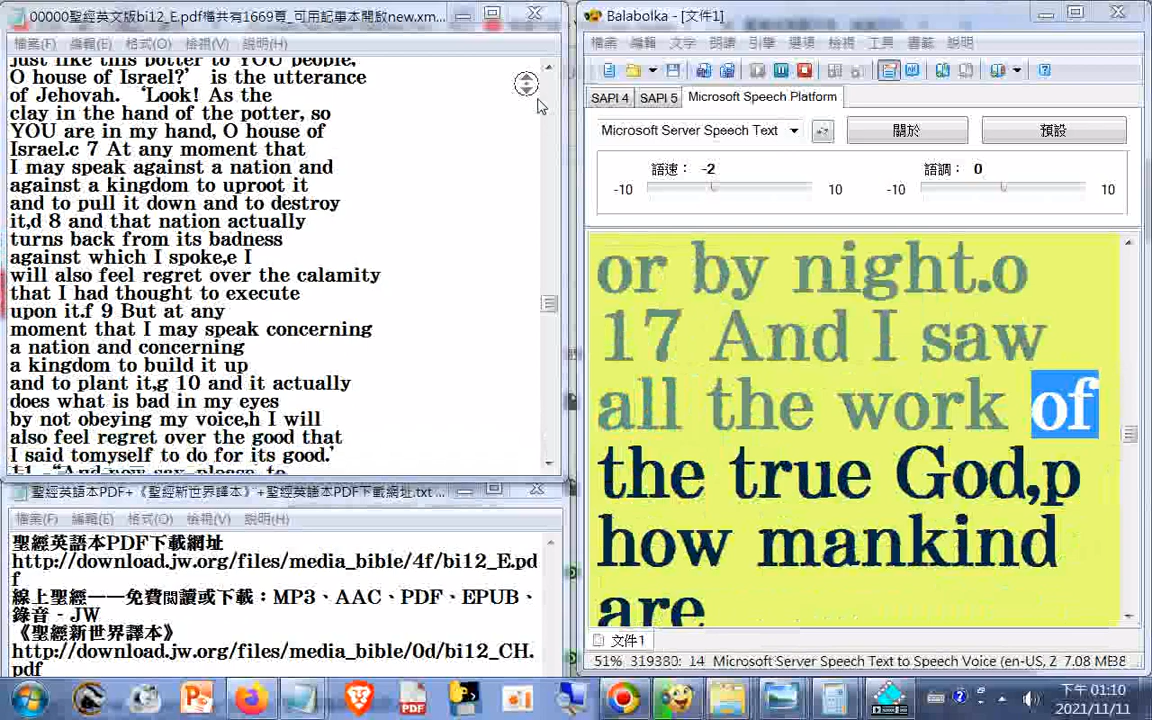 00000聖經英文版bi12_E.pdf檔共有1669頁_可用記事本開啟new.xm...
檔案(F) 編輯(E) 格式(O) 檢視(V) 說明(H)
just like this potter to YOU people,
O house of Israel?’ is the utterance
of Jehovah. ‘Look! As the
clay in the hand of the potter, so
YOU are in my hand, O house of
Israel.c 7 At any moment that
I may speak against a nation and
against a kingdom to uproot it
and to pull it down and to destroy
it,d 8 and that nation actually
turns back from its badness
against which I spoke,e I
will also feel regret over the calamity
that I had thought to execute
upon it.f 9 But at any
moment that I may speak concerning
a nation and concerning
a kingdom to build it up
and to plant it,g 10 and it actually
does what is bad in my eyes
by not obeying my voice,h I will
also feel regret over the good that
I said tomyself to do for its good.’
11 “And now say, please, to
聖經英語本PDF+《聖經新世界譯本》+聖經英語本PDF下載網址.txt ...
檔案(F) 編輯(E) 格式(O) 檢視(V) 說明(H)
聖經英語本PDF下載網址
http://download.jw.org/files/media_bible/4f/bi12_E.pd
f
線上聖經——免費閱讀或下載：MP3、AAC、PDF、EPUB、
錄音 - JW
《聖經新世界譯本》
http://download.jw.org/files/media_bible/0d/bi12_CH.
pdf
Balabolka - [文件1]
檔案 編輯 文字 朗讀 引擎 選項 檢視 工具 書籤 說明
SAPI 4 SAPI 5 Microsoft Speech Platform
Microsoft Server Speech Text 關於 預設
語速： -2 語調： 0
-10 10 -10 10
or by night.o
17 And I saw
all the work of
the true God,p
how mankind
are
文件1
51% 319380: 14 Microsoft Server Speech Text to Speech Voice (en-US, Z 7.08 MB
下午 01:10
2021/11/11